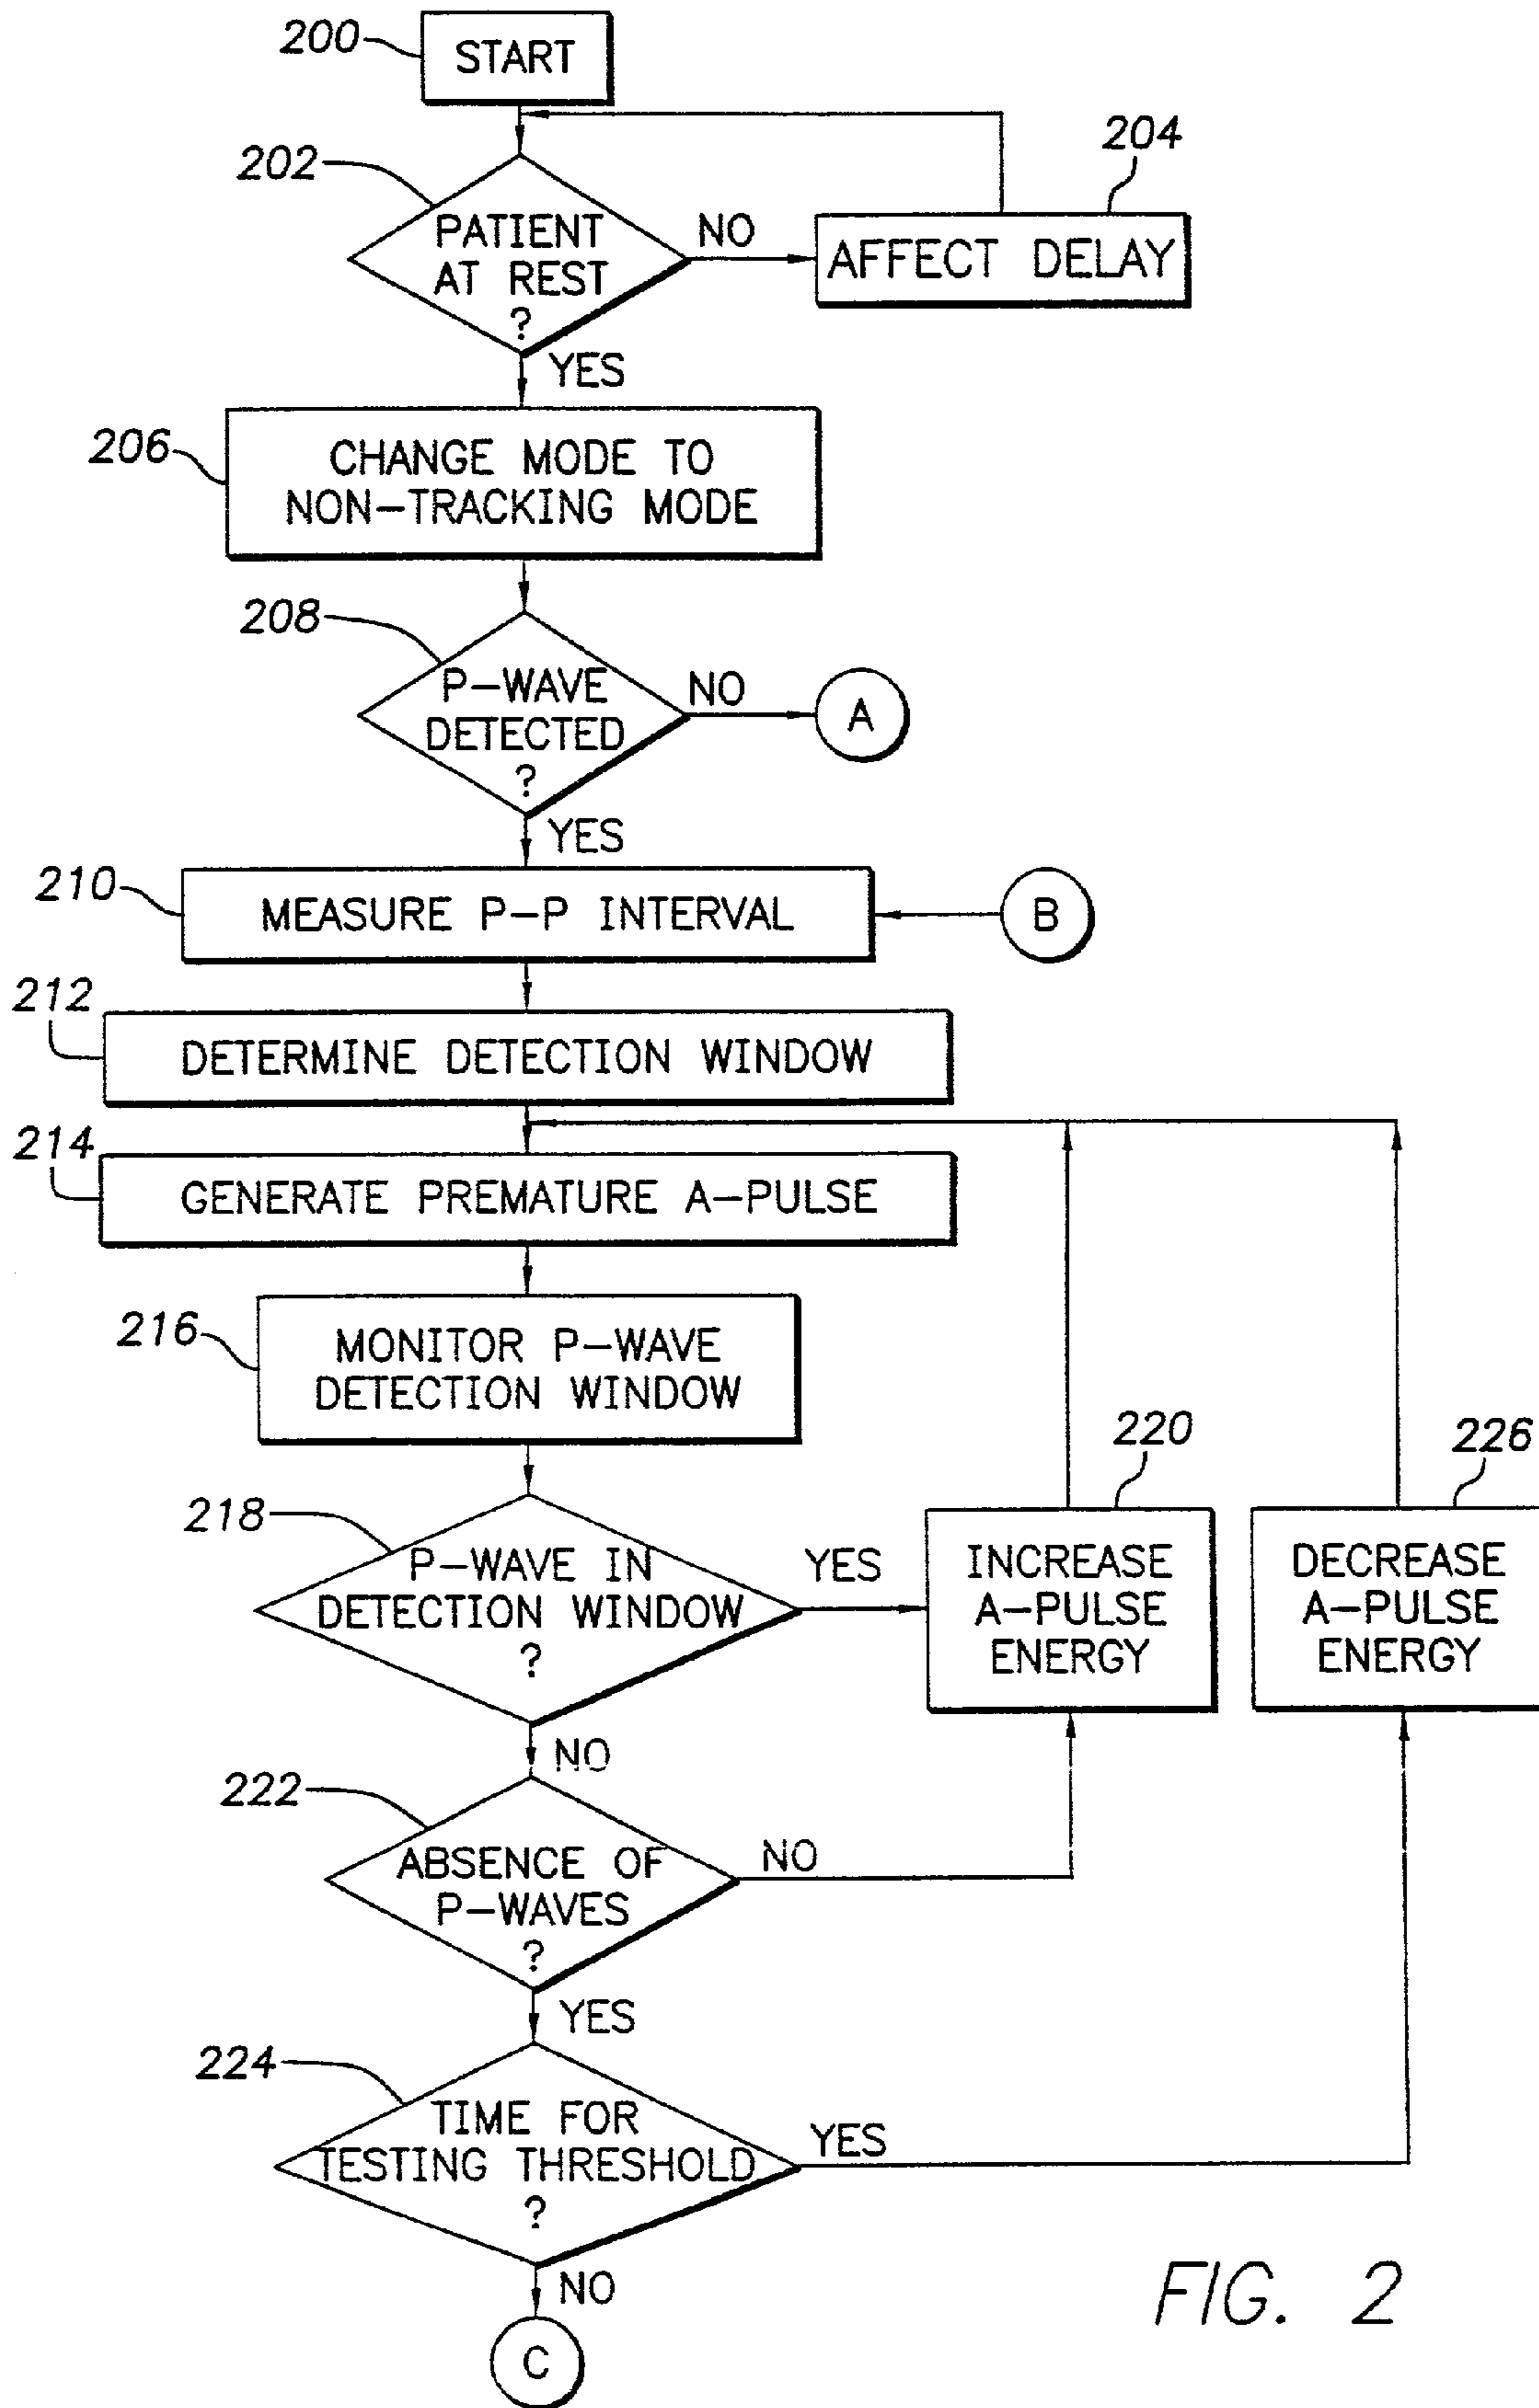 200
START
204
202
PATIENT
AT REST
?
NO
AFFECT DELAY
YES
206
CHANGE MODE TO
NON-TRACKING MODE
208
P-WAVE
DETECTED
?
NO
A
YES
210
MEASURE P-P INTERVAL
B
212
DETERMINE DETECTION WINDOW
214
GENERATE PREMATURE A-PULSE
216
MONITOR P-WAVE
DETECTION WINDOW
220
226
218
P-WAVE IN
DETECTION WINDOW
?
YES
INCREASE
A-PULSE
ENERGY
DECREASE
A-PULSE
ENERGY
NO
222
ABSENCE OF
P-WAVES
?
NO
YES
224
TIME FOR
TESTING THRESHOLD
?
YES
NO
C
FIG. 2